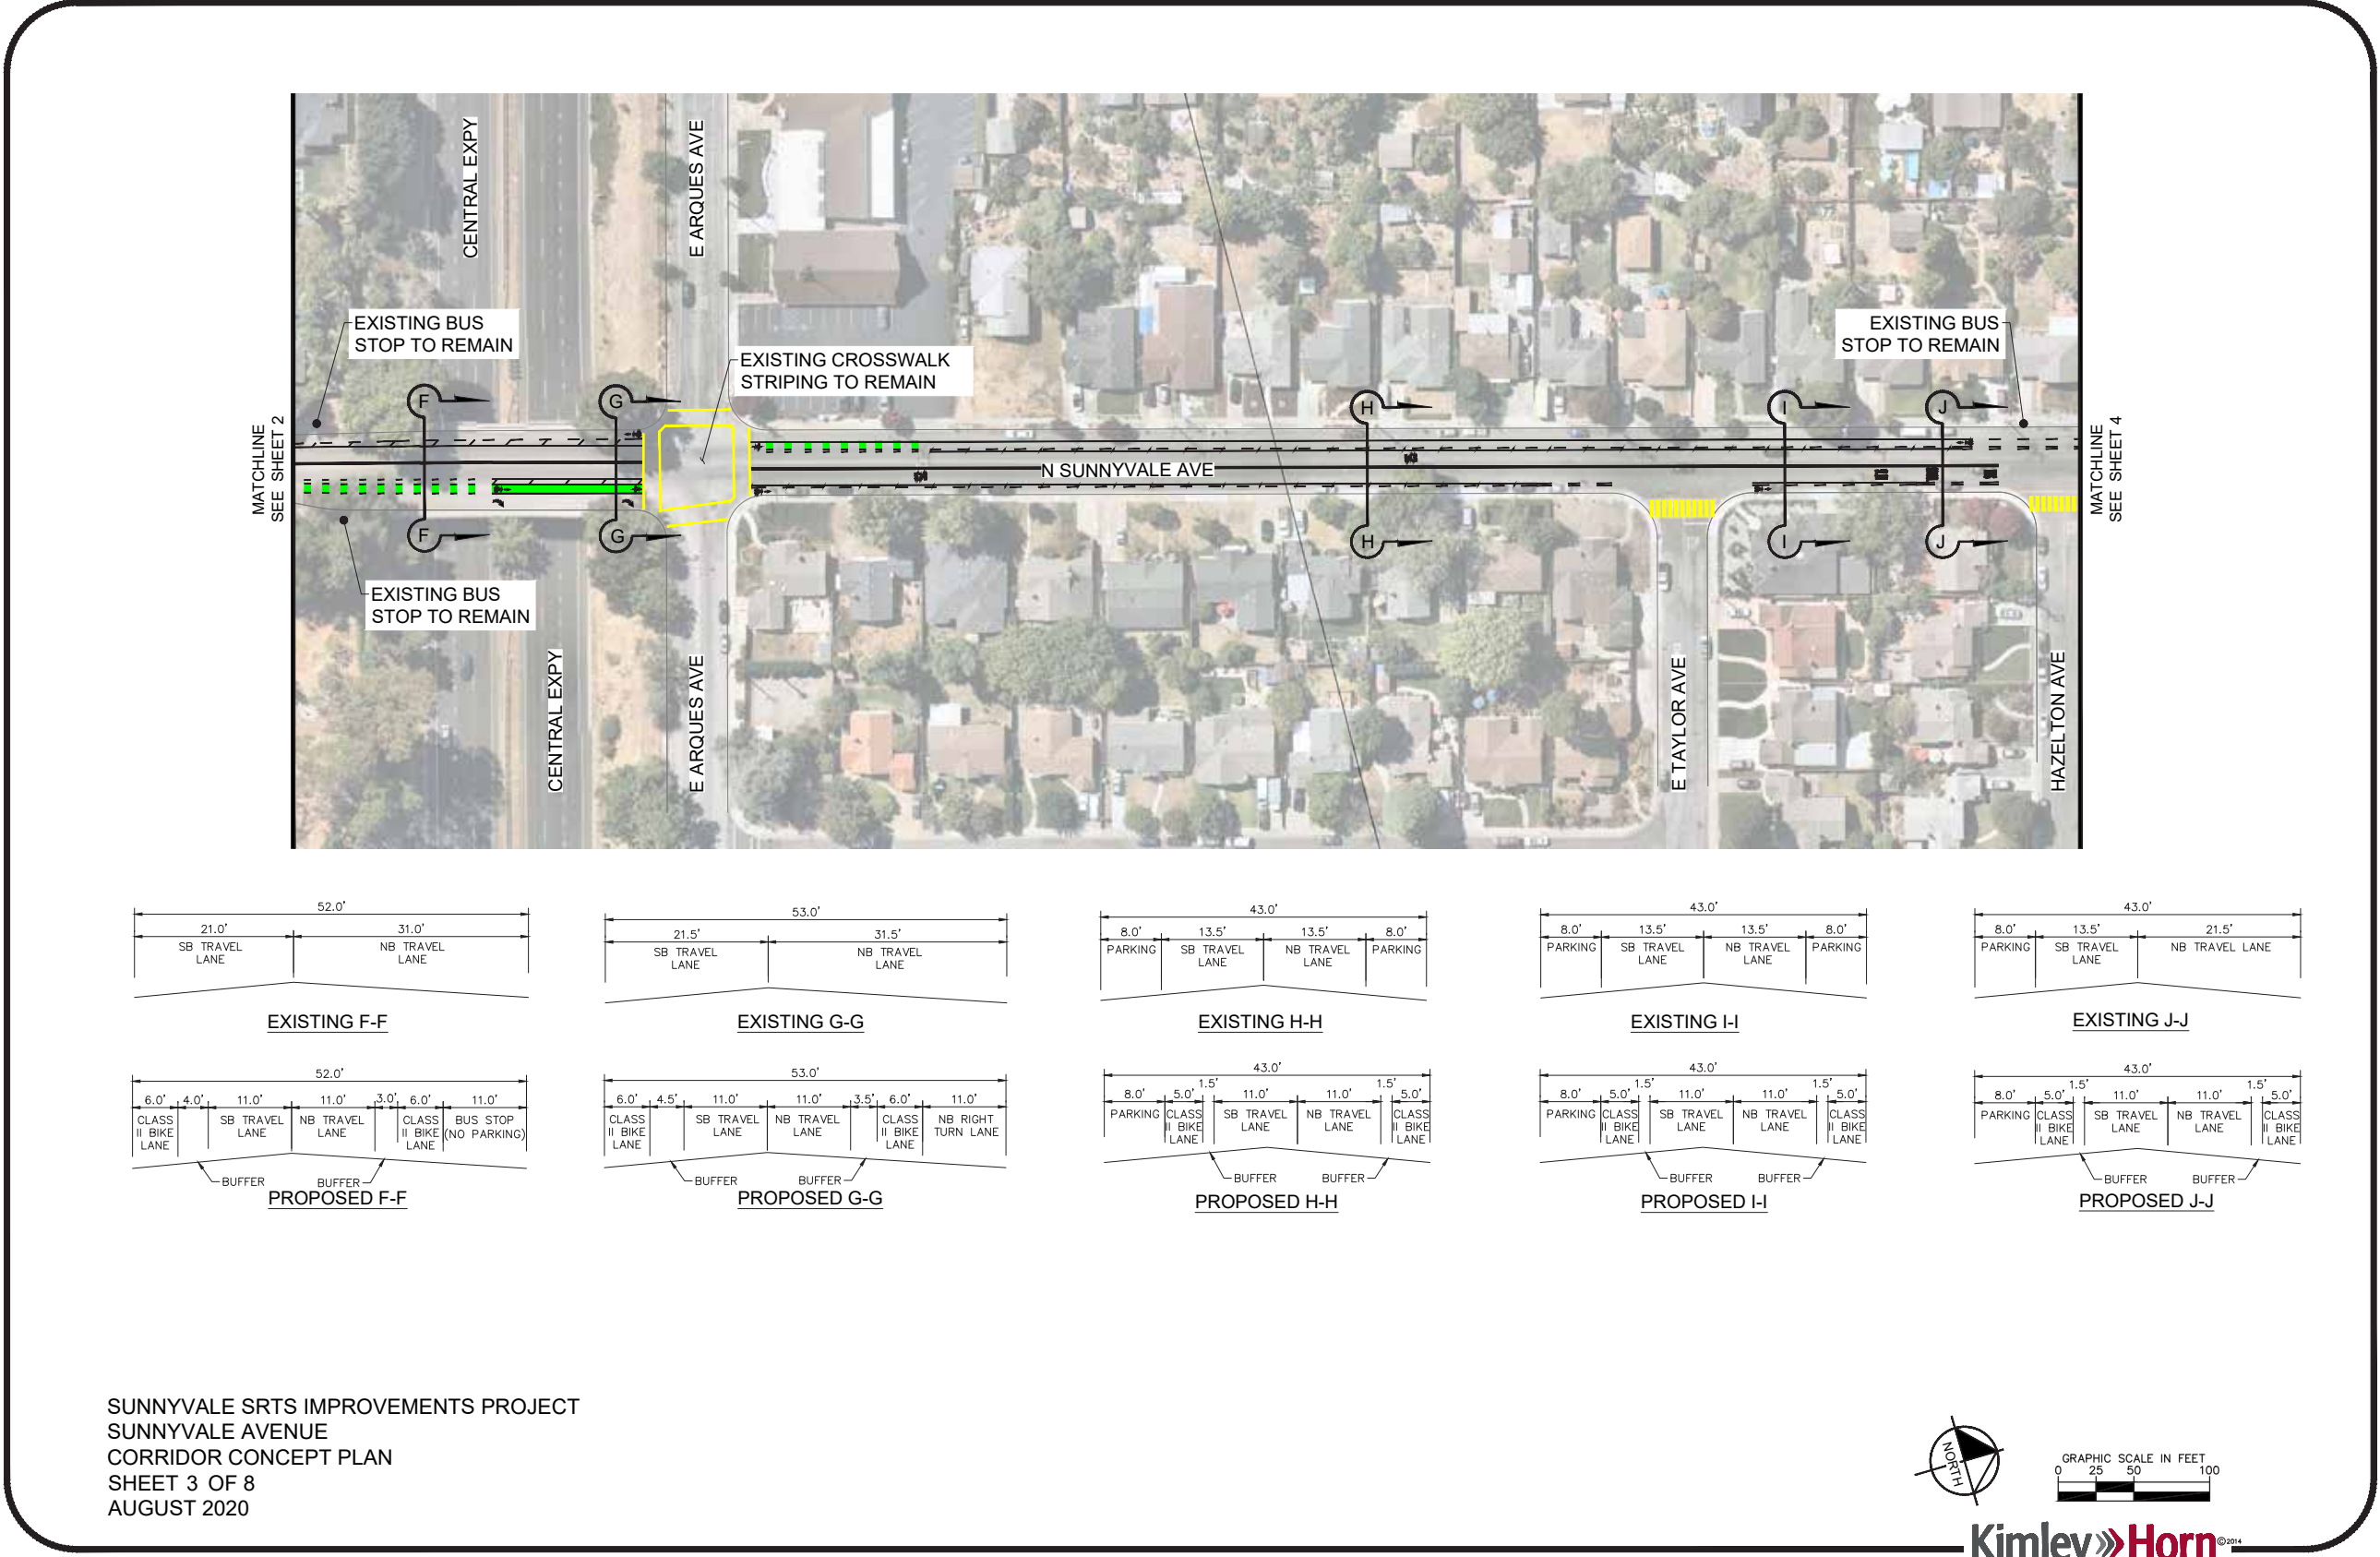 CENTRAL EXPY
E ARQUES AVE
EXISTING BUS
STOP TO REMAIN
EXISTING CROSSWALK
STRIPING TO REMAIN
EXISTING BUS
STOP TO REMAIN
F
G
H
I
J
MATCHLINE
SEE SHEET 2
N SUNNYVALE AVE
MATCHLINE
SEE SHEET 4
F
G
H
I
J
EXISTING BUS
STOP TO REMAIN
CENTRAL EXPY
E ARQUES AVE
E TAYLOR AVE
HAZELTON AVE
52.0'
21.0' 31.0'
SB TRAVEL NB TRAVEL
LANE LANE
EXISTING F-F
53.0'
21.5' 31.5'
SB TRAVEL NB TRAVEL
LANE LANE
EXISTING G-G
43.0'
8.0' 13.5' 13.5' 8.0'
PARKING SB TRAVEL NB TRAVEL PARKING
LANE LANE
EXISTING H-H
43.0'
8.0' 13.5' 13.5' 8.0'
PARKING SB TRAVEL NB TRAVEL PARKING
LANE LANE
EXISTING I-I
43.0'
8.0' 13.5' 21.5'
PARKING SB TRAVEL NB TRAVEL LANE
LANE
EXISTING J-J
52.0'
6.0' 4.0' 11.0' 11.0' 3.0' 6.0' 11.0'
CLASS SB TRAVEL NB TRAVEL CLASS BUS STOP
II BIKE LANE LANE II BIKE (NO PARKING)
LANE LANE
BUFFER BUFFER
PROPOSED F-F
53.0'
6.0' 4.5' 11.0' 11.0' 3.5' 6.0' 11.0'
CLASS SB TRAVEL NB TRAVEL CLASS NB RIGHT
II BIKE LANE LANE II BIKE TURN LANE
LANE LANE
BUFFER BUFFER
PROPOSED G-G
43.0'
8.0' 5.0' 1.5' 11.0' 11.0' 1.5' 5.0'
PARKING CLASS SB TRAVEL NB TRAVEL CLASS
II BIKE LANE LANE II BIKE
LANE LANE
BUFFER BUFFER
PROPOSED H-H
43.0'
8.0' 5.0' 1.5' 11.0' 11.0' 1.5' 5.0'
PARKING CLASS SB TRAVEL NB TRAVEL CLASS
II BIKE LANE LANE II BIKE
LANE LANE
BUFFER BUFFER
PROPOSED I-I
43.0'
8.0' 5.0' 1.5' 11.0' 11.0' 1.5' 5.0'
PARKING CLASS SB TRAVEL NB TRAVEL CLASS
II BIKE LANE LANE II BIKE
LANE LANE
BUFFER BUFFER
PROPOSED J-J
SUNNYVALE SRTS IMPROVEMENTS PROJECT
SUNNYVALE AVENUE
CORRIDOR CONCEPT PLAN
SHEET 3 OF 8
AUGUST 2020
NORTH
GRAPHIC SCALE IN FEET
0 25 50 100
Kimley»Horn © 2014